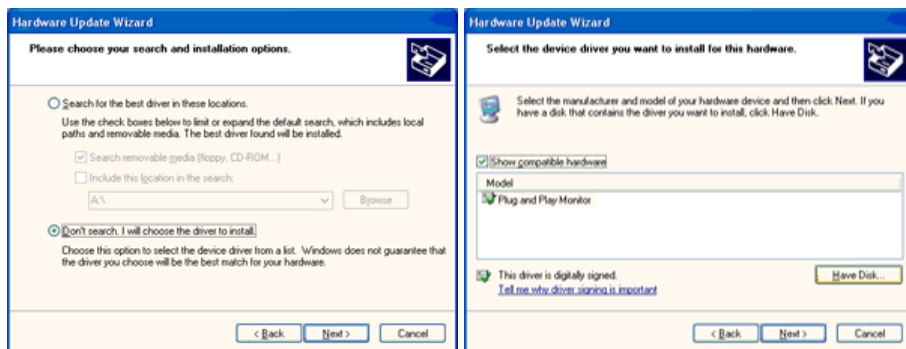 Hardware Update Wizard
Please choose your search and installation options.
Search for the best driver in these locations.
Use the check boxes below to limit or expand the default search, which includes local
paths and removable media. The best driver found will be installed.
Search removable media (floppy, CD-ROM...)
Include this location in the search:
A:\
Browse
Don't search. I will choose the driver to install.
Choose this option to select the device driver from a list. Windows does not guarantee that
the driver you choose will be the best match for your hardware.
< Back
Next >
Cancel
Hardware Update Wizard
Select the device driver you want to install for this hardware.
Select the manufacturer and model of your hardware device and then click Next. If you
have a disk that contains the driver you want to install, click Have Disk.
Show compatible hardware
Model
Plug and Play Monitor
This driver is digitally signed.
Tell me why driver signing is important
Have Disk...
< Back
Next >
Cancel